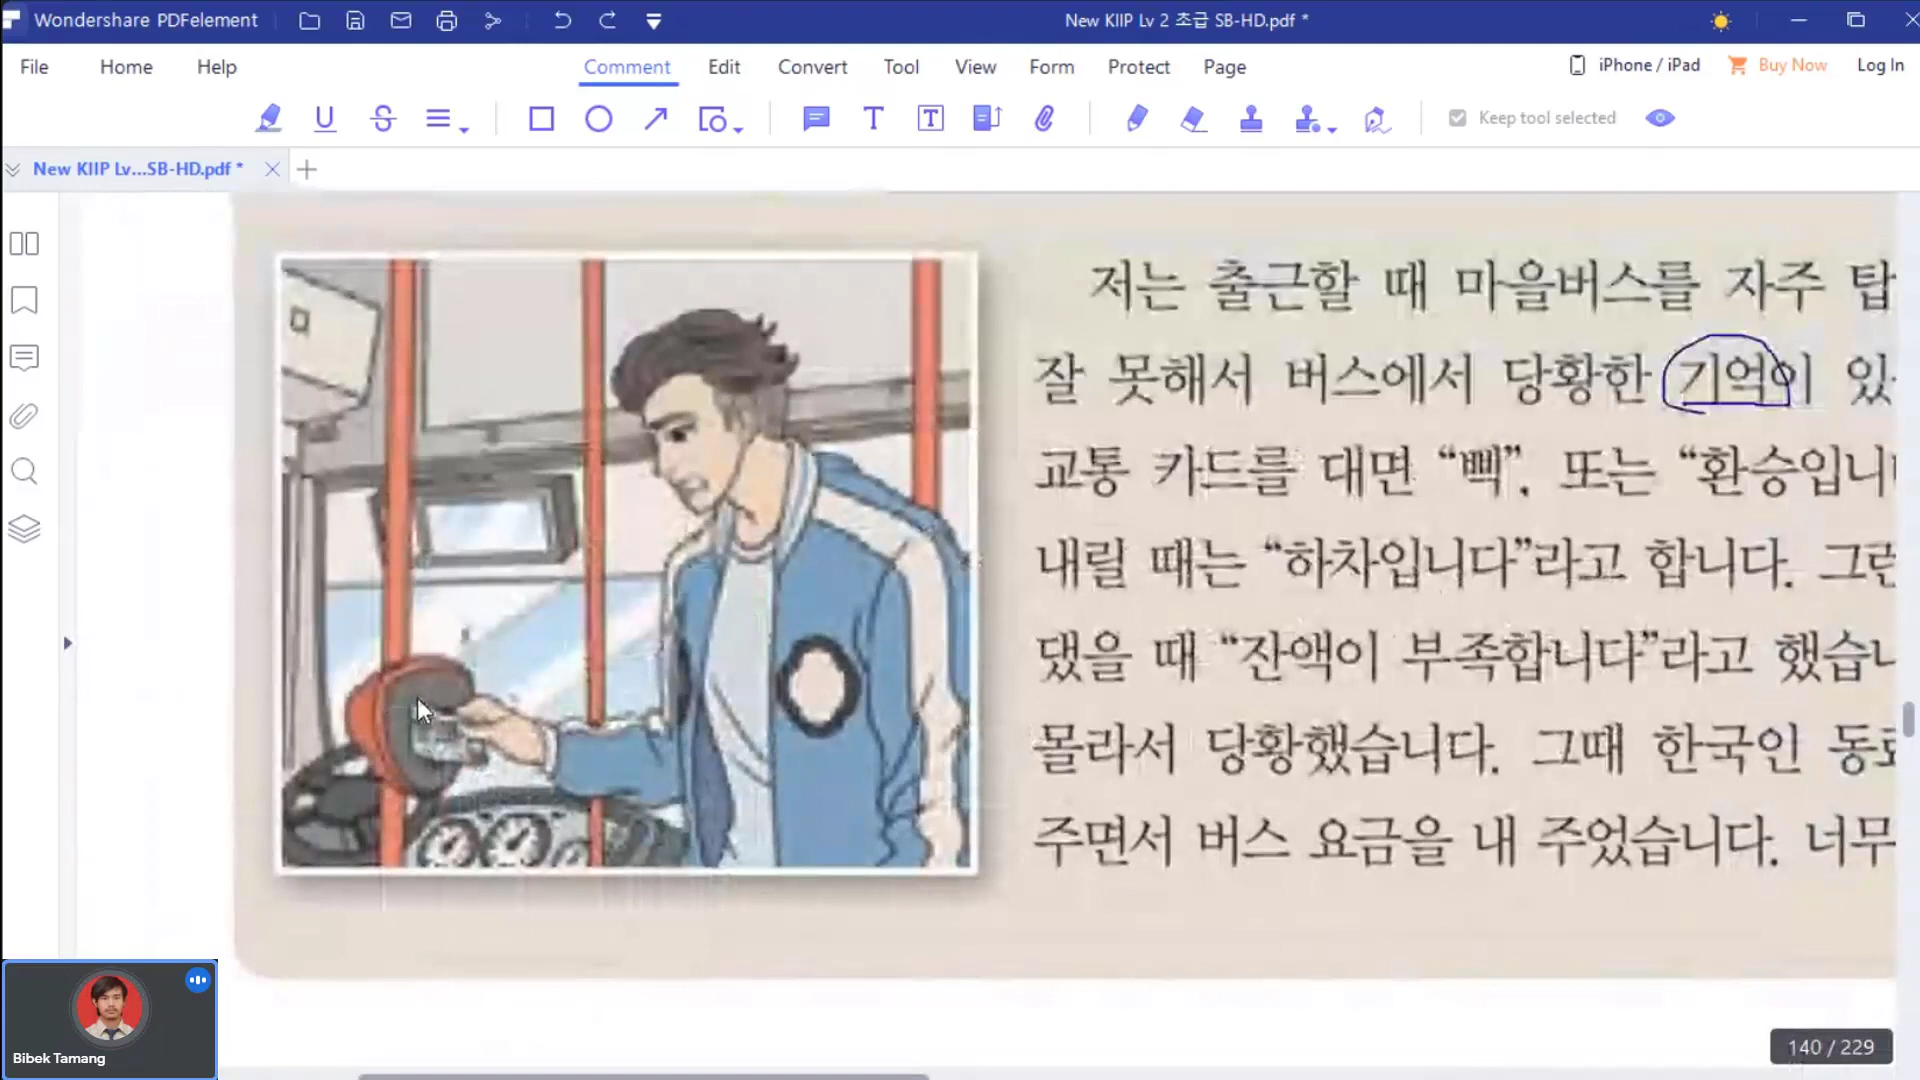 Wondershare PDFelement
New KIIP Lv 2 초급 SB-HD.pdf *
File Home Help Comment Edit Convert Tool View Form Protect Page iPhone / iPad Buy Now Log In
Keep tool selected
New KIIP Lv...SB-HD.pdf *
저는 출근할 때 마을버스를 자주 탑
잘 못해서 버스에서 당황한 기억이 있
교통 카드를 대면 “삑”, 또는 “환승입니
내릴 때는 “하차입니다”라고 합니다. 그런
댔을 때 “잔액이 부족합니다”라고 했습니
몰라서 당황했습니다. 그때 한국인 동료
주면서 버스 요금을 내 주었습니다. 너무
Bibek Tamang
140 / 229